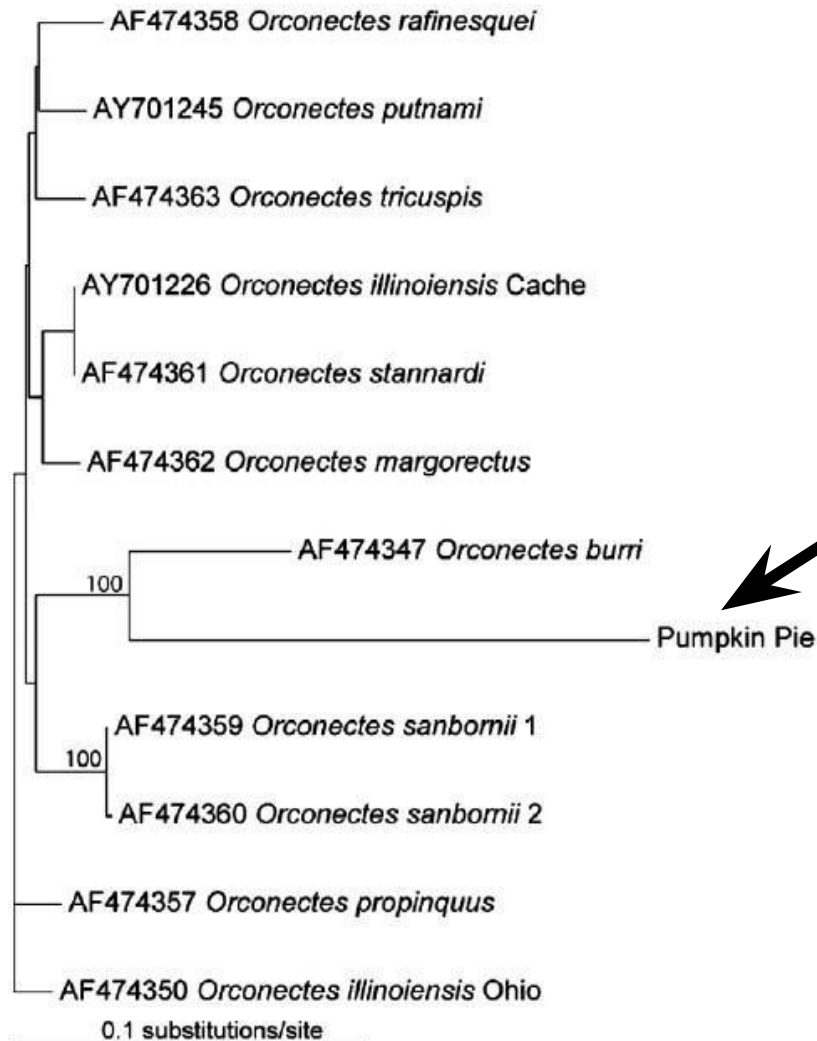 AF474358 Orconectes rafinesquei
AY701245 Orconectes putnami
AF474363 Orconectes tricuspis
AY701226 Orconectes illinoiensis Cache
AF474361 Orconectes stannardi
AF474362 Orconectes margorectus
AF474347 Orconectes burri
100
Pumpkin Pie
AF474359 Orconectes sanbornii 1
100
AF474360 Orconectes sanbornii 2
AF474357 Orconectes propinquus
AF474350 Orconectes illinoiensis Ohio
0.1 substitutions/site